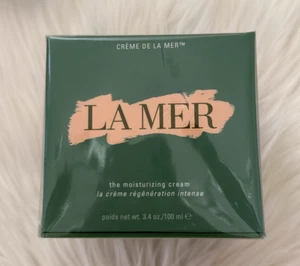 CRÈME DE LA MER™
LA MER
the moisturizing cream
la crème régénération intense
poids net wt. 3.4 oz./100 ml ℮